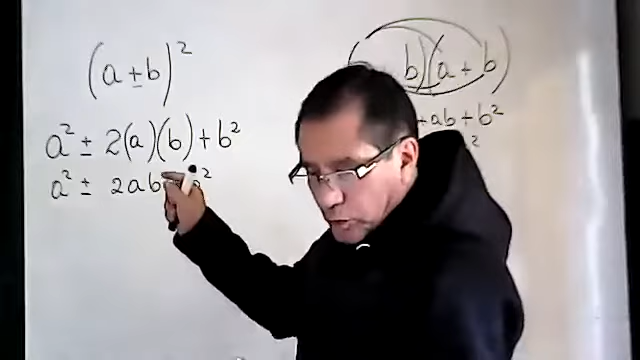 (a ± b)²
a² ± 2(a)(b) + b²
a² ± 2ab
b)(a + b)
+ ab + b²